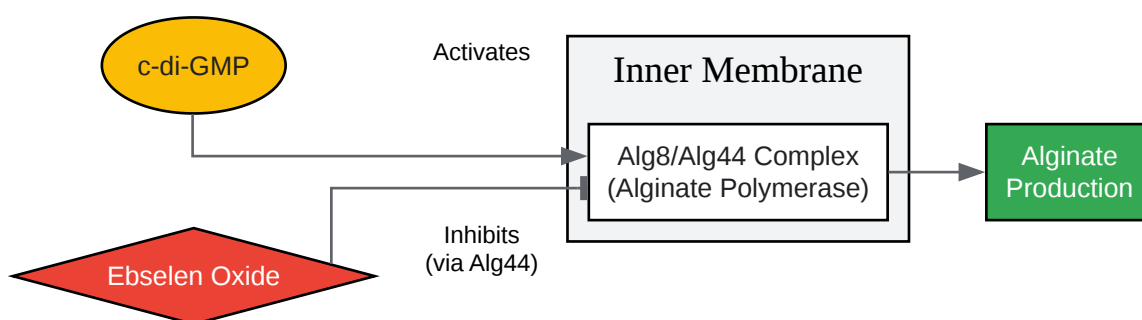 c-di-GMP
Activates
Inner Membrane
Alg8/Alg44 Complex
(Alginate Polymerase)
Alginate
Production
Inhibits
(via Alg44)
Ebselen Oxide